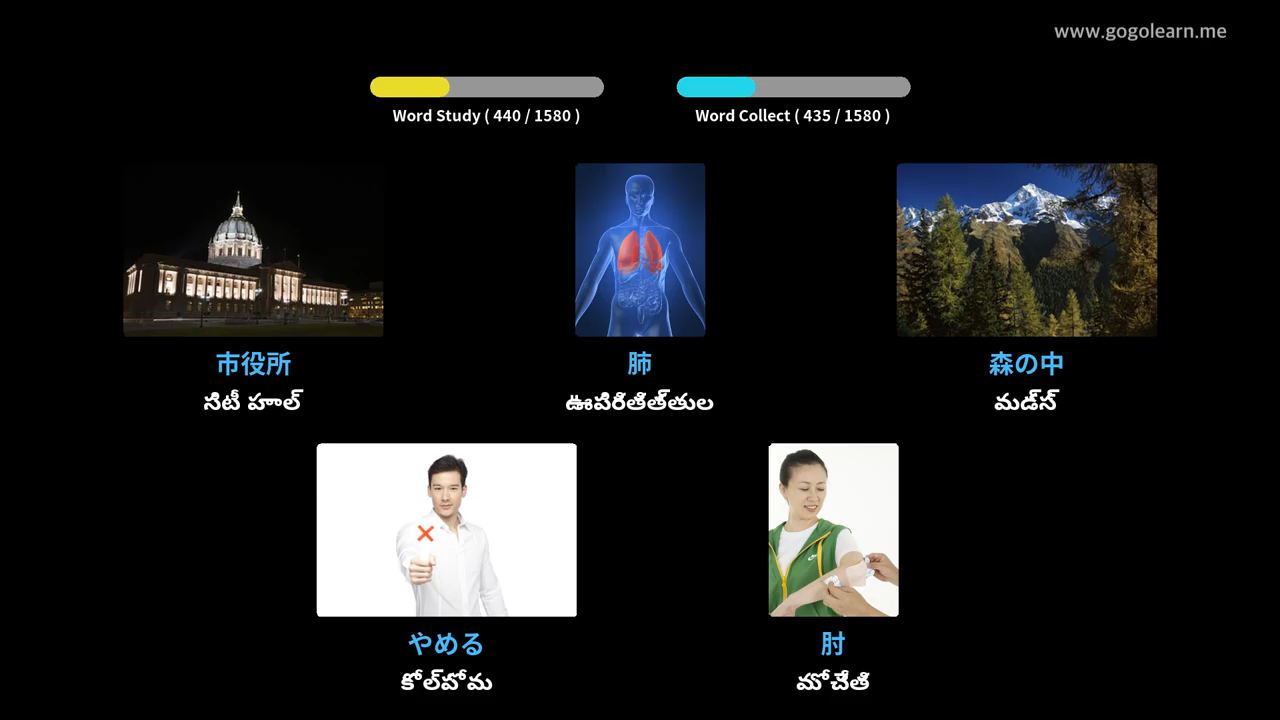 www.gogolearn.me
Word Study ( 440 / 1580 )
Word Collect ( 435 / 1580 )
市役所
సిటీ హాల్
肺
ఊపిరితిత్తుల
森の中
మడ్స్
やめる
కోల్పోమ
肘
మోచేతి